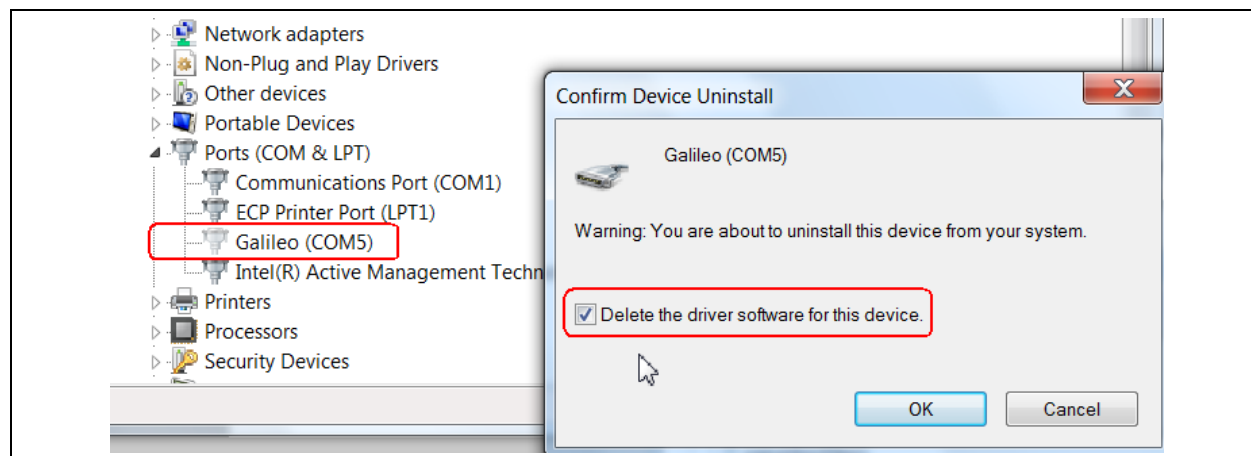 Network adapters
Non-Plug and Play Drivers
Other devices
Portable Devices
Ports (COM & LPT)
Communications Port (COM1)
ECP Printer Port (LPT1)
Galileo (COM5)
Intel(R) Active Management Techn
Printers
Processors
Security Devices
Confirm Device Uninstall
X
Galileo (COM5)
Warning: You are about to uninstall this device from your system.
Delete the driver software for this device.
OK
Cancel